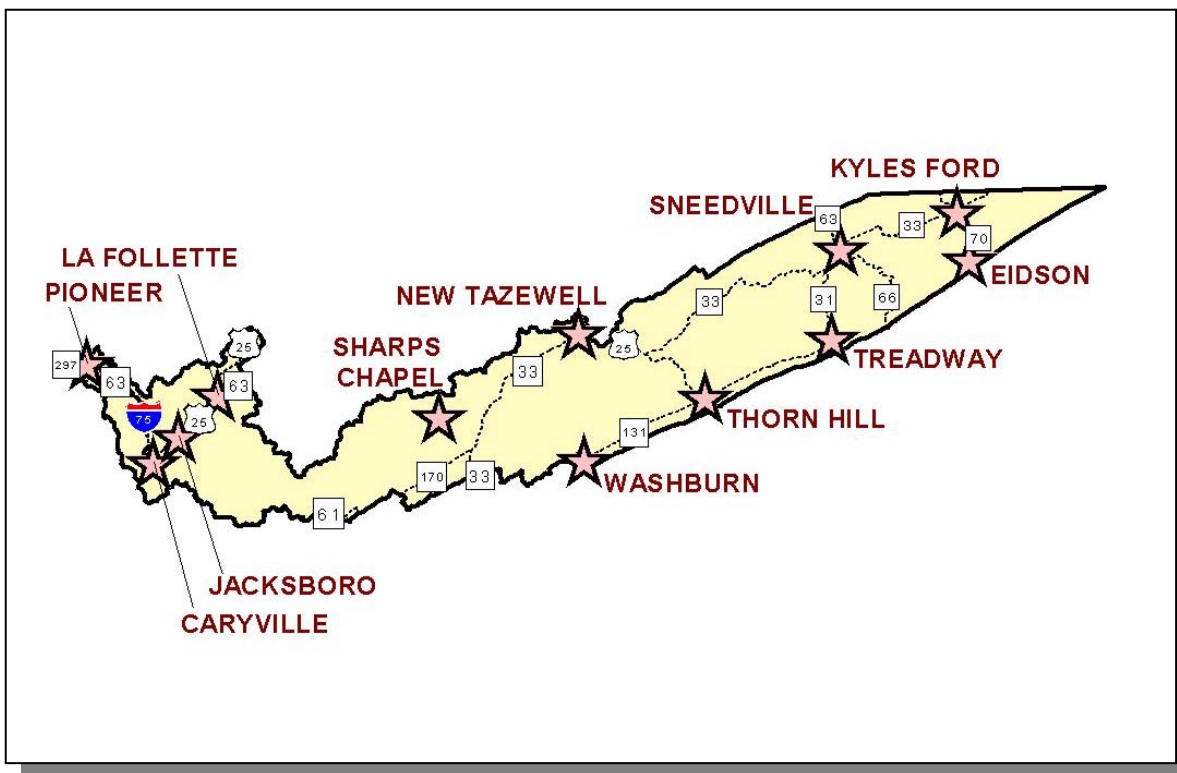 KYLES FORD
SNEEDVILLE
63
33
70
LA FOLLETTE
PIONEER
EIDSON
NEW TAZEWELL
33
31
66
25
SHARPS
CHAPEL
25
TREADWAY
297
63
63
33
75
25
THORN HILL
131
170
33
WASHBURN
61
JACKSBORO
CARYVILLE